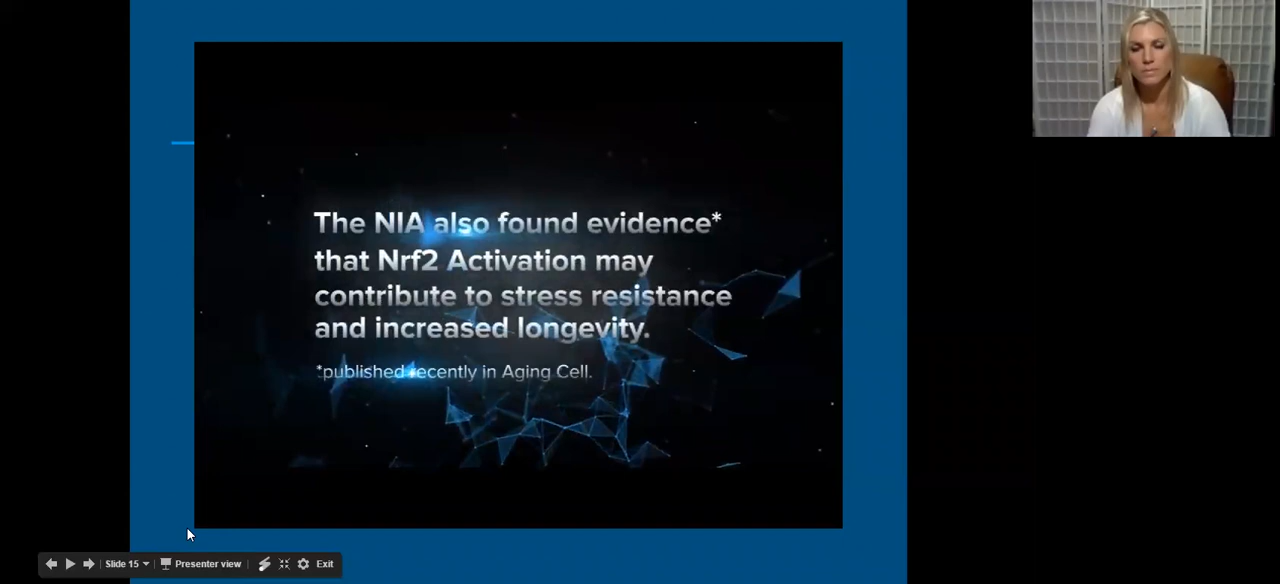 The NIA also found evidence*
that Nrf2 Activation may
contribute to stress resistance
and increased longevity.
*published recently in Aging Cell.
Slide 15
Presenter view
Exit